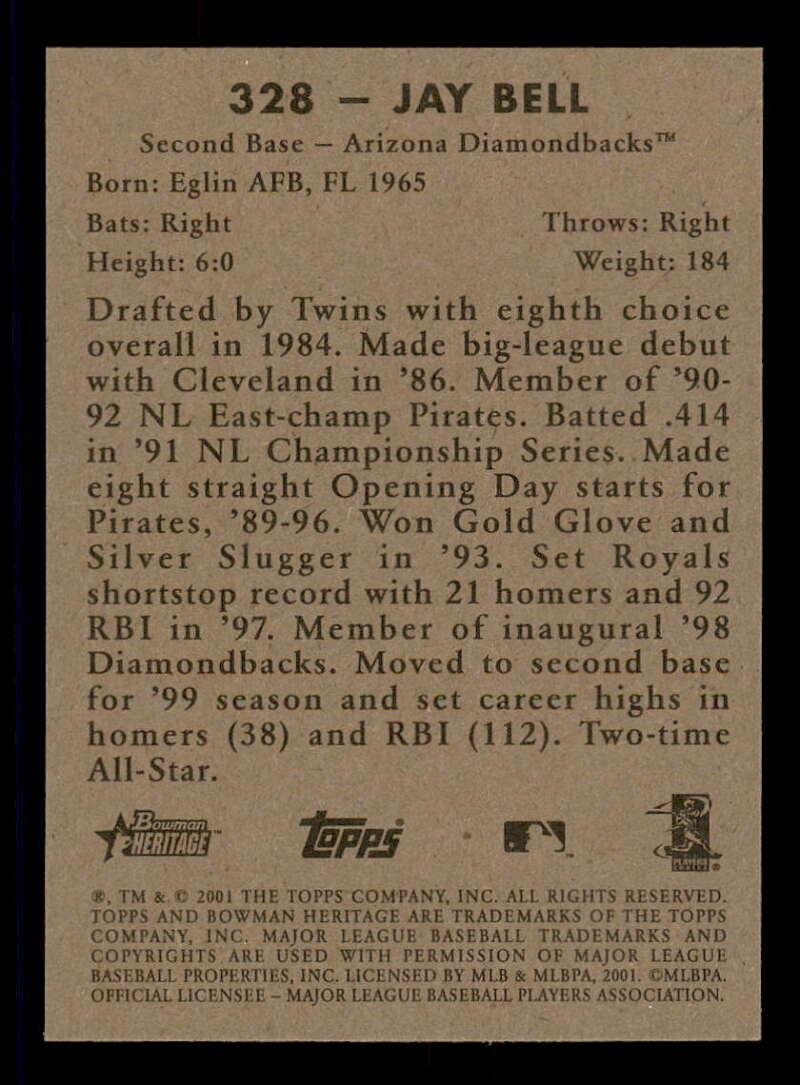 328 — JAY BELL
Second Base — Arizona Diamondbacks™
Born: Eglin AFB, FL 1965
Bats: Right Throws: Right
Height: 6:0 Weight: 184
Drafted by Twins with eighth choice
overall in 1984. Made big-league debut
with Cleveland in ’86. Member of ’90-
92 NL East-champ Pirates. Batted .414
in ’91 NL Championship Series. Made
eight straight Opening Day starts for
Pirates, ’89-96. Won Gold Glove and
Silver Slugger in ’93. Set Royals
shortstop record with 21 homers and 92
RBI in ’97. Member of inaugural ’98
Diamondbacks. Moved to second base
for ’99 season and set career highs in
homers (38) and RBI (112). Two-time
All-Star.
Bowman HERITAGE™ Topps ™ PLAYERS ®
®, TM & © 2001 THE TOPPS COMPANY, INC. ALL RIGHTS RESERVED.
TOPPS AND BOWMAN HERITAGE ARE TRADEMARKS OF THE TOPPS
COMPANY, INC. MAJOR LEAGUE BASEBALL TRADEMARKS AND
COPYRIGHTS ARE USED WITH PERMISSION OF MAJOR LEAGUE
BASEBALL PROPERTIES, INC. LICENSED BY MLB & MLBPA, 2001. ©MLBPA.
OFFICIAL LICENSEE – MAJOR LEAGUE BASEBALL PLAYERS ASSOCIATION.